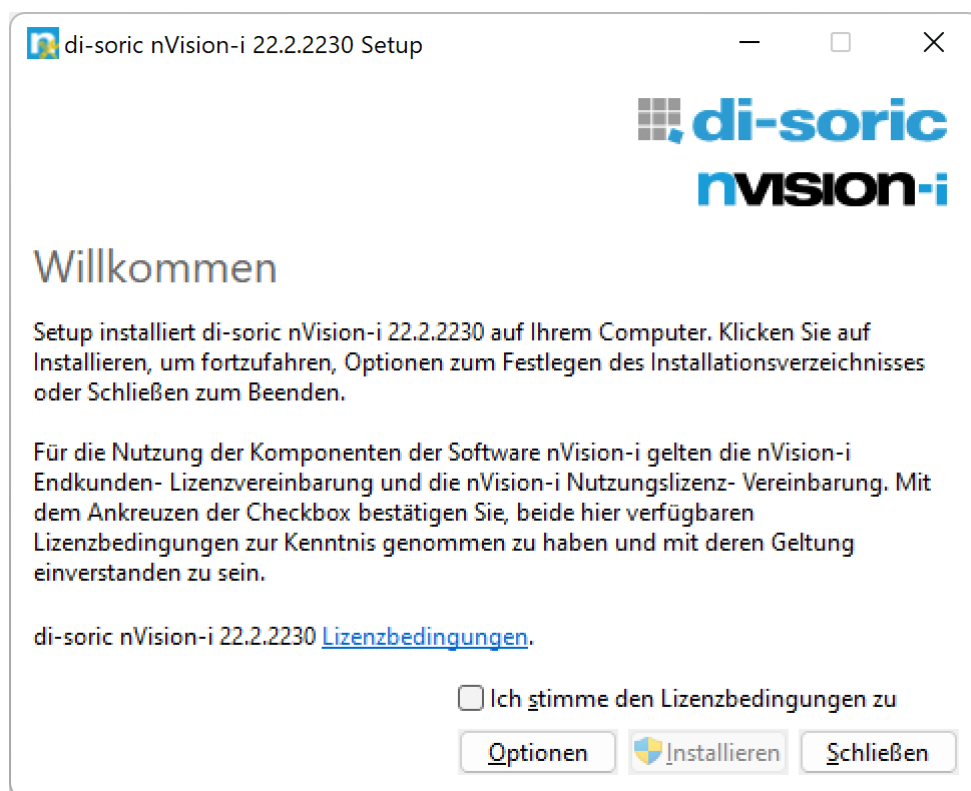 di-soric nVision-i 22.2.2230 Setup
di-soric
nVISION-i
Willkommen
Setup installiert di-soric nVision-i 22.2.2230 auf Ihrem Computer. Klicken Sie auf
Installieren, um fortzufahren, Optionen zum Festlegen des Installationsverzeichnisses
oder Schließen zum Beenden.
Für die Nutzung der Komponenten der Software nVision-i gelten die nVision-i
Endkunden- Lizenzvereinbarung und die nVision-i Nutzungslizenz- Vereinbarung. Mit
dem Ankreuzen der Checkbox bestätigen Sie, beide hier verfügbaren
Lizenzbedingungen zur Kenntnis genommen zu haben und mit deren Geltung
einverstanden zu sein.
di-soric nVision-i 22.2.2230 Lizenzbedingungen.
Ich stimme den Lizenzbedingungen zu
Optionen Installieren Schließen